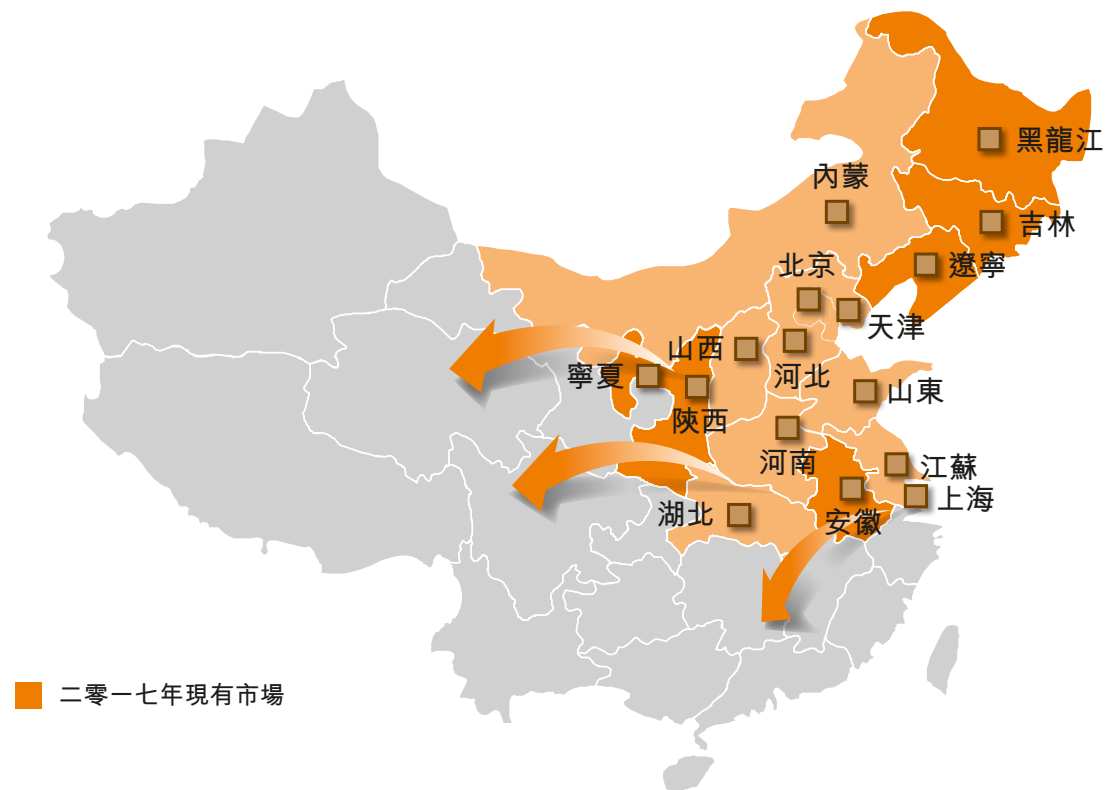 黑龍江
內蒙
吉林
北京
遼寧
天津
山西
河北
寧夏
山東
陝西
河南
江蘇
上海
湖北
安徽
二零一七年現有市場